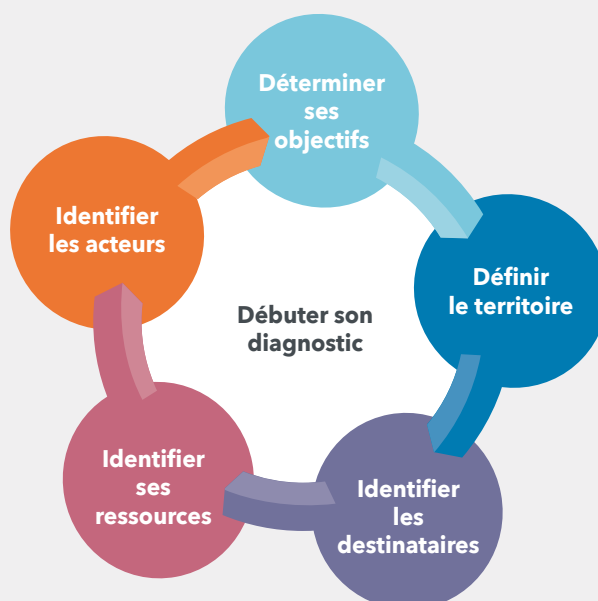 Déterminer
ses
objectifs
Définir
le territoire
Identifier
les
destinataires
Identifier
ses
ressources
Identifier
les acteurs
Débuter son
diagnostic